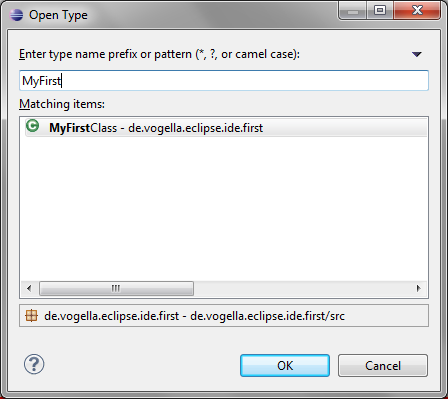 Open Type
Enter type name prefix or pattern (*, ?, or camel case):
MyFirst
Matching items:
MyFirstClass - de.vogella.eclipse.ide.first
de.vogella.eclipse.ide.first - de.vogella.eclipse.ide.first/src
OK Cancel